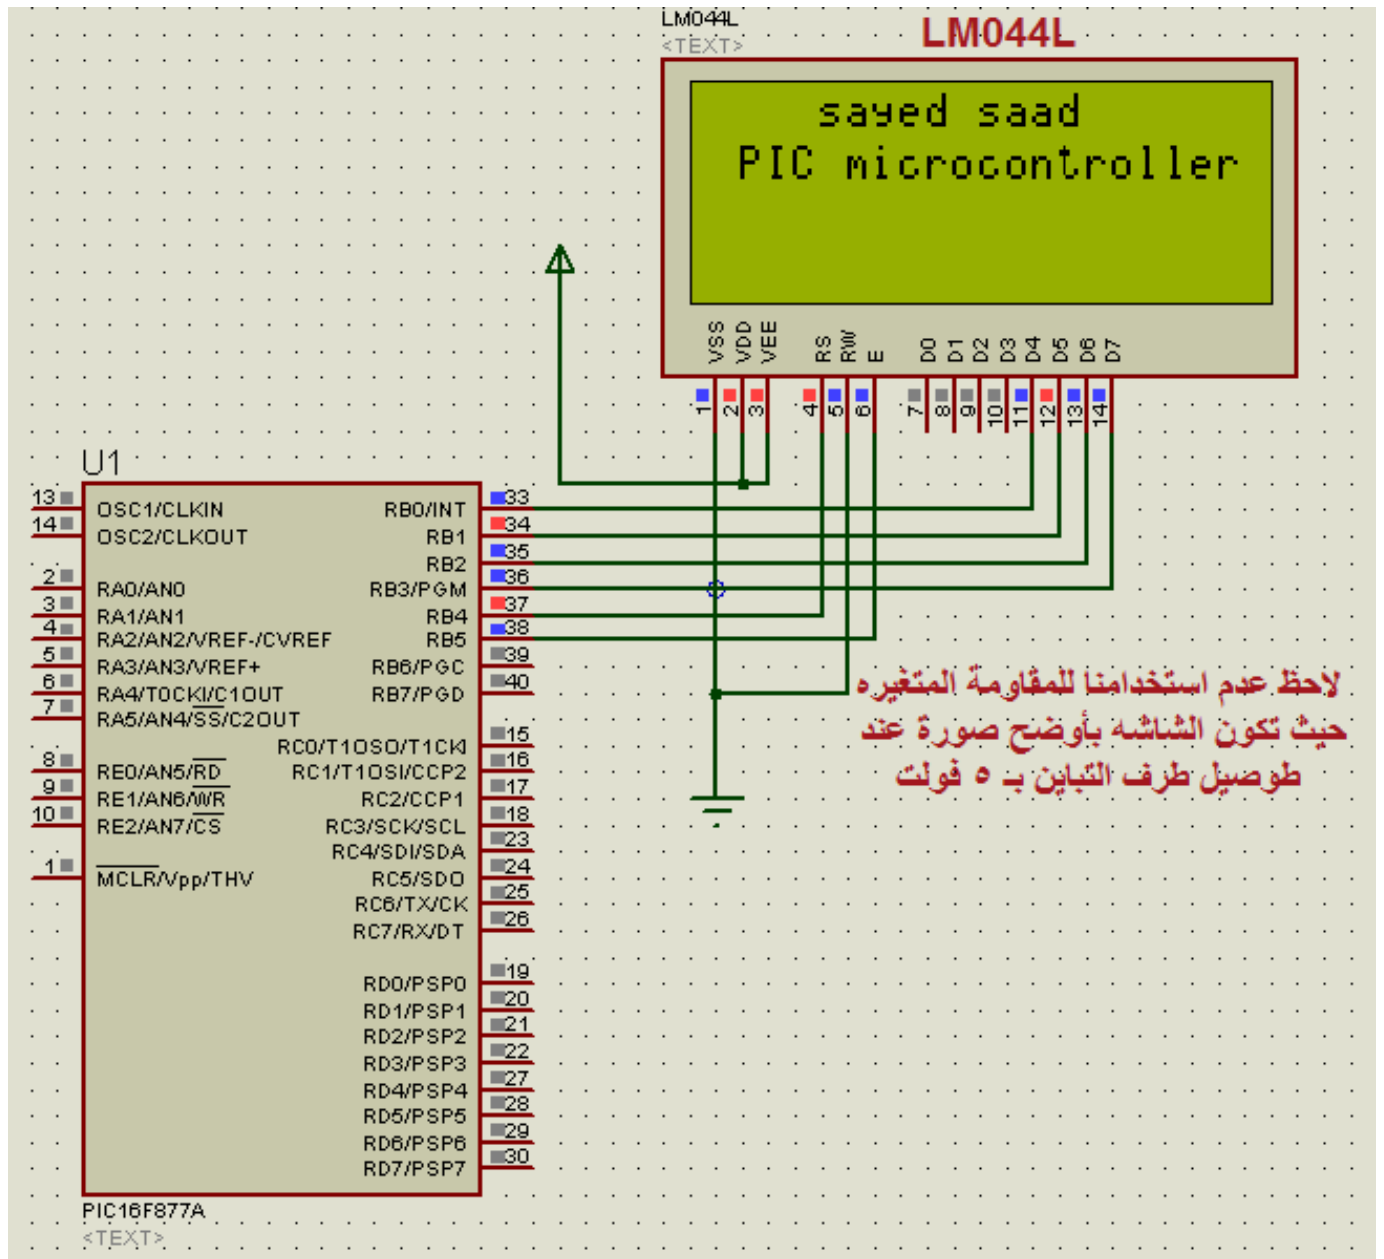 LM044L
<TEXT>
LM044L
sayed saad
PIC microcontroller
VSS
VDD
VEE
RS
RW
E
D0
D1
D2
D3
D4
D5
D6
D7
1
2
3
4
5
6
7
8
9
10
11
12
13
14
U1
13 OSC1/CLKIN
14 OSC2/CLKOUT
2 RA0/AN0
3 RA1/AN1
4 RA2/AN2/VREF-/CVREF
5 RA3/AN3/VREF+
6 RA4/T0CKI/C1OUT
7 RA5/AN4/SS/C2OUT
8 RE0/AN5/RD
9 RE1/AN6/WR
10 RE2/AN7/CS
1 MCLR/Vpp/THV
RB0/INT 33
RB1 34
RB2 35
RB3/PGM 36
RB4 37
RB5 38
RB6/PGC 39
RB7/PGD 40
RC0/T1OSO/T1CKI 15
RC1/T1OSI/CCP2 16
RC2/CCP1 17
RC3/SCK/SCL 18
RC4/SDI/SDA 23
RC5/SDO 24
RC6/TX/CK 25
RC7/RX/DT 26
RD0/PSP0 19
RD1/PSP1 20
RD2/PSP2 21
RD3/PSP3 22
RD4/PSP4 27
RD5/PSP5 28
RD6/PSP6 29
RD7/PSP7 30
PIC16F877A
<TEXT>
لاحظ عدم استخدامنا للمقاومة المتغيره
حيث تكون الشاشه بأوضح صورة عند
طوصيل طرف التباين بـ ٥ فولت